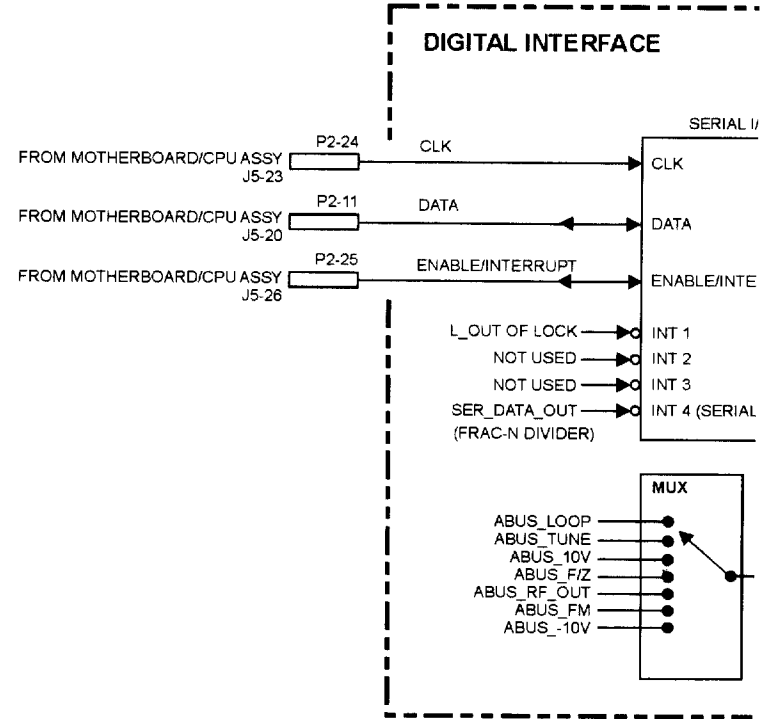 DIGITAL INTERFACE
SERIAL I/
P2-24
CLK
FROM MOTHERBOARD/CPU ASSY
J5-23
CLK
P2-11
DATA
FROM MOTHERBOARD/CPU ASSY
J5-20
DATA
P2-25
ENABLE/INTERRUPT
FROM MOTHERBOARD/CPU ASSY
J5-26
ENABLE/INTE
L_OUT OF LOCK
INT 1
NOT USED
INT 2
NOT USED
INT 3
SER_DATA_OUT
INT 4 (SERIAL
(FRAC-N DIVIDER)
MUX
ABUS_LOOP
ABUS_TUNE
ABUS_10V
ABUS_F/Z
ABUS_RF_OUT
ABUS_FM
ABUS_-10V